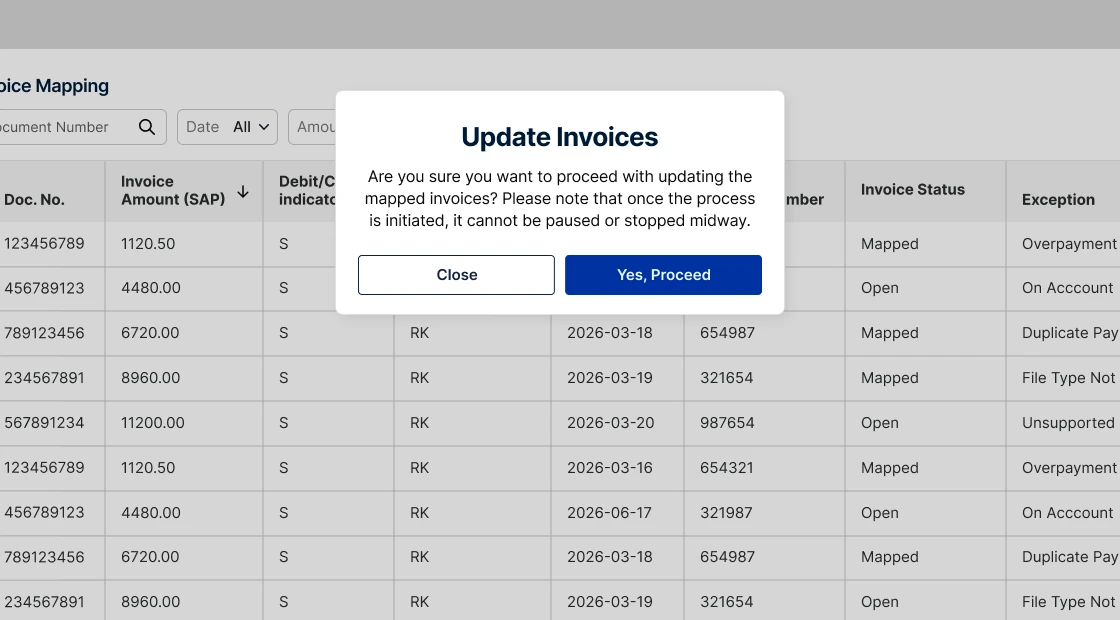 oice Mapping
ocument Number
Date All
Amou
Update Invoices
Are you sure you want to proceed with updating the
mapped invoices? Please note that once the process
is initiated, it cannot be paused or stopped midway.
Close Yes, Proceed
Doc. No. Invoice Amount (SAP) Debit/C indicato mber Invoice Status Exception
123456789 1120.50 S Mapped Overpayment
456789123 4480.00 S Open On Acccount
789123456 6720.00 S RK 2026-03-18 654987 Mapped Duplicate Pay
234567891 8960.00 S RK 2026-03-19 321654 Mapped File Type Not
567891234 11200.00 S RK 2026-03-20 987654 Open Unsupported
123456789 1120.50 S RK 2026-03-16 654321 Mapped Overpayment
456789123 4480.00 S RK 2026-06-17 321987 Open On Acccount
789123456 6720.00 S RK 2026-03-18 654987 Mapped Duplicate Pay
234567891 8960.00 S RK 2026-03-19 321654 Open File Type Not